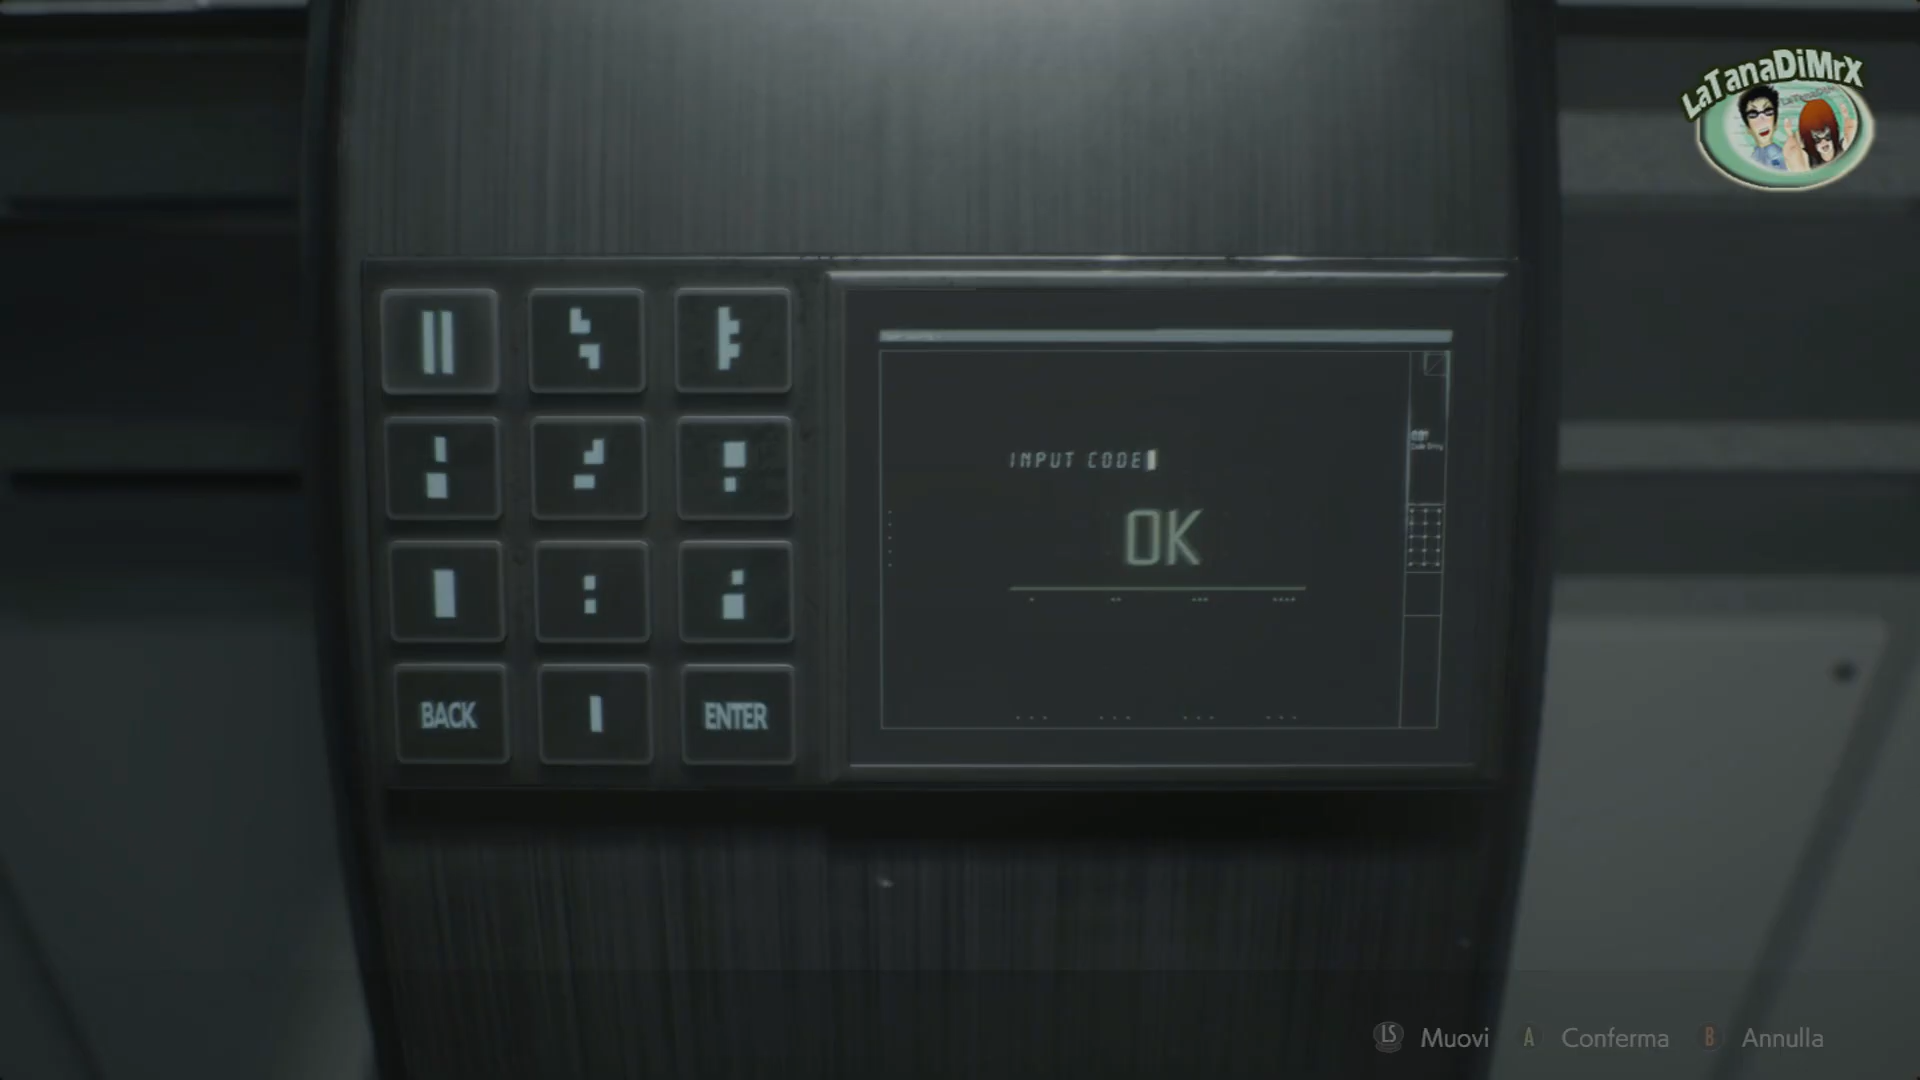 LaTanaDiMrX
INPUT CODE
OK
BACK
ENTER
LS Muovi A Conferma B Annulla